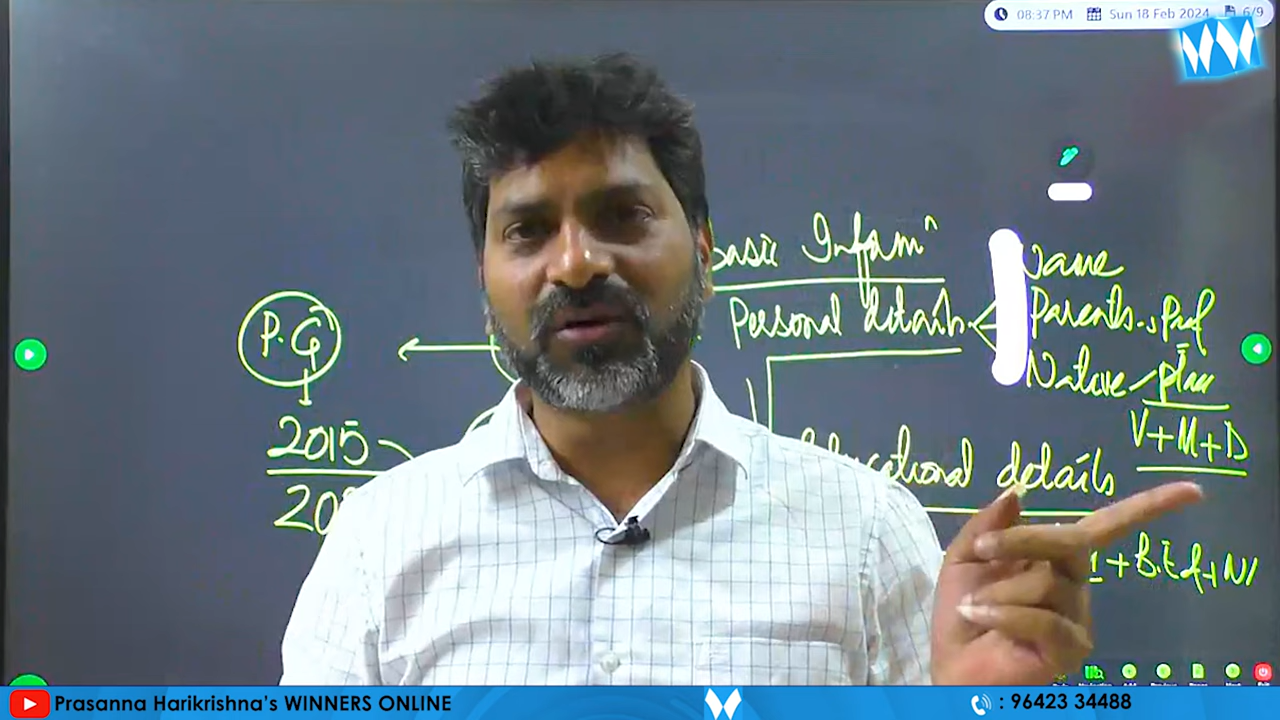 08:37 PM Sun 18 Feb 2024 6/9
W
Basic Inform^n
Name
Personal details
Parents → Prof
Native place
V+M+D
P.G
2015
Educational details
+ B.Ed +
Prasanna Harikrishna's WINNERS ONLINE
W
: 96423 34488